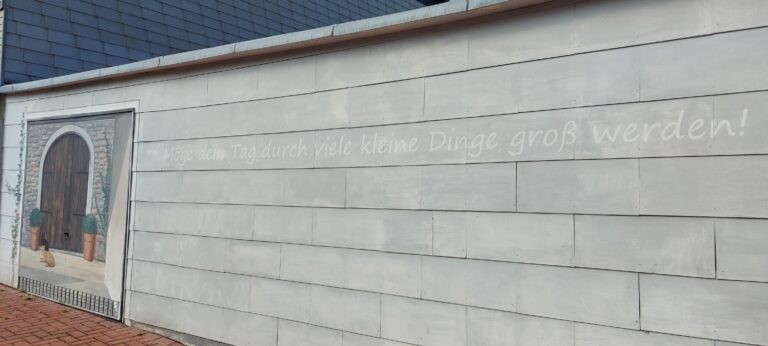 Möge dein Tag durch viele kleine Dinge groß werden!